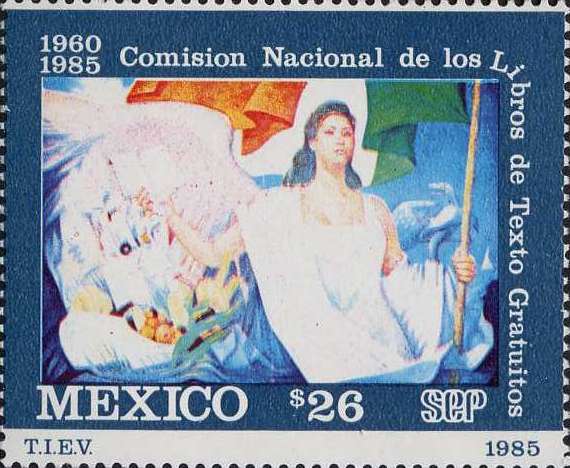 1960
1985
Comision Nacional de los Libros de Texto Gratuitos
MEXICO $26 sep
T.I.E.V. 1985